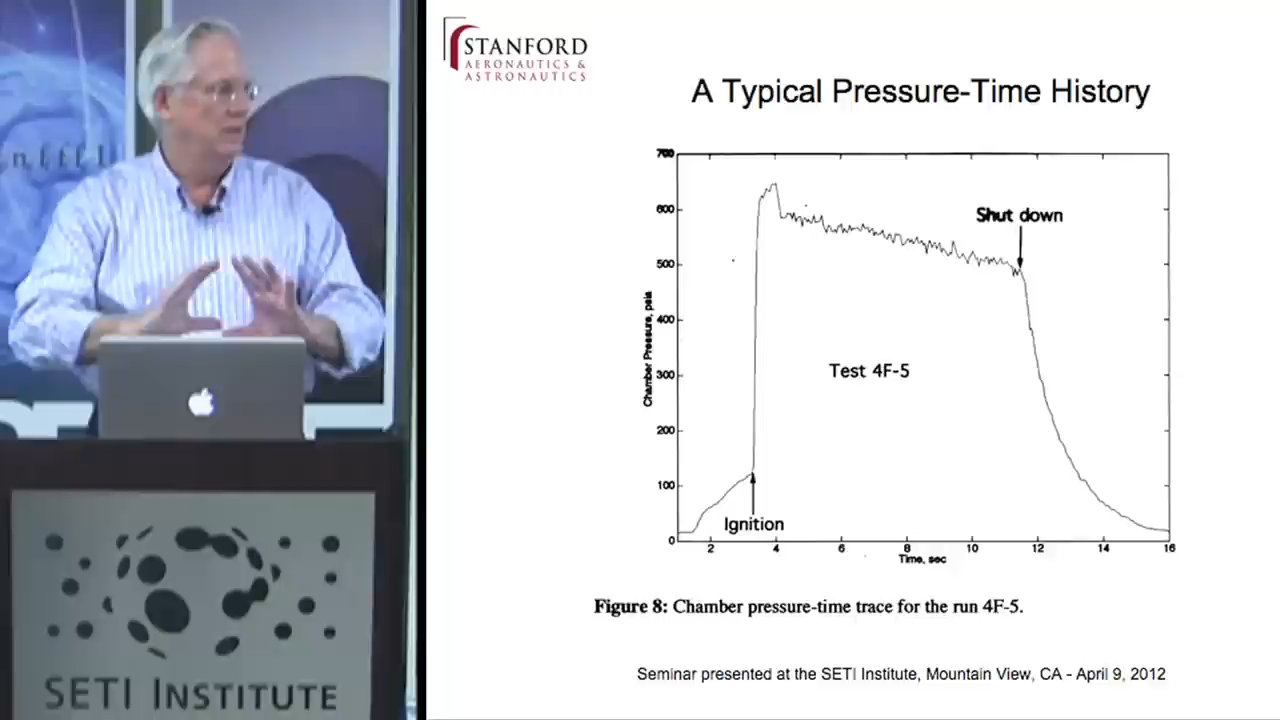 STANFORD
AERONAUTICS &
ASTRONAUTICS
A Typical Pressure-Time History
700
600
500
400
300
200
100
0
Chamber Pressure, psia
Shut down
Test 4F-5
Ignition
2 4 6 8 10 12 14 16
Time, sec
Figure 8: Chamber pressure-time trace for the run 4F-5.
Seminar presented at the SETI Institute, Mountain View, CA - April 9, 2012
SETI INSTITUTE